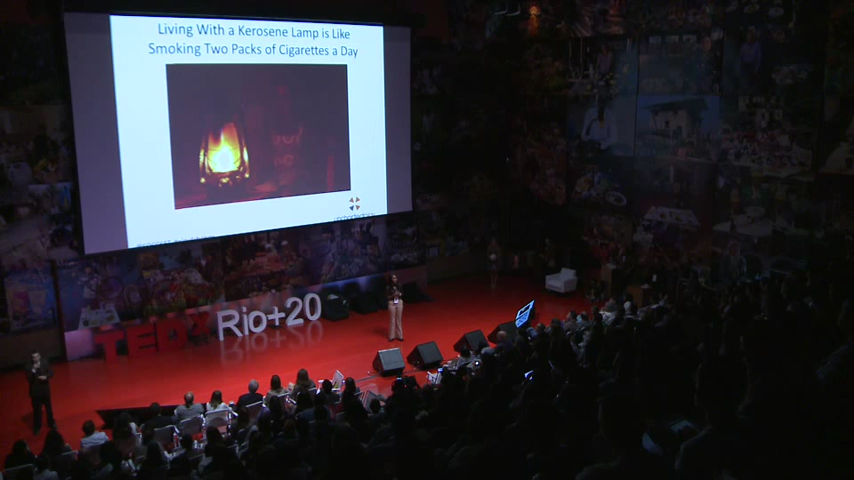 Living With a Kerosene Lamp is Like
Smoking Two Packs of Cigarettes a Day
TEDx Rio+20